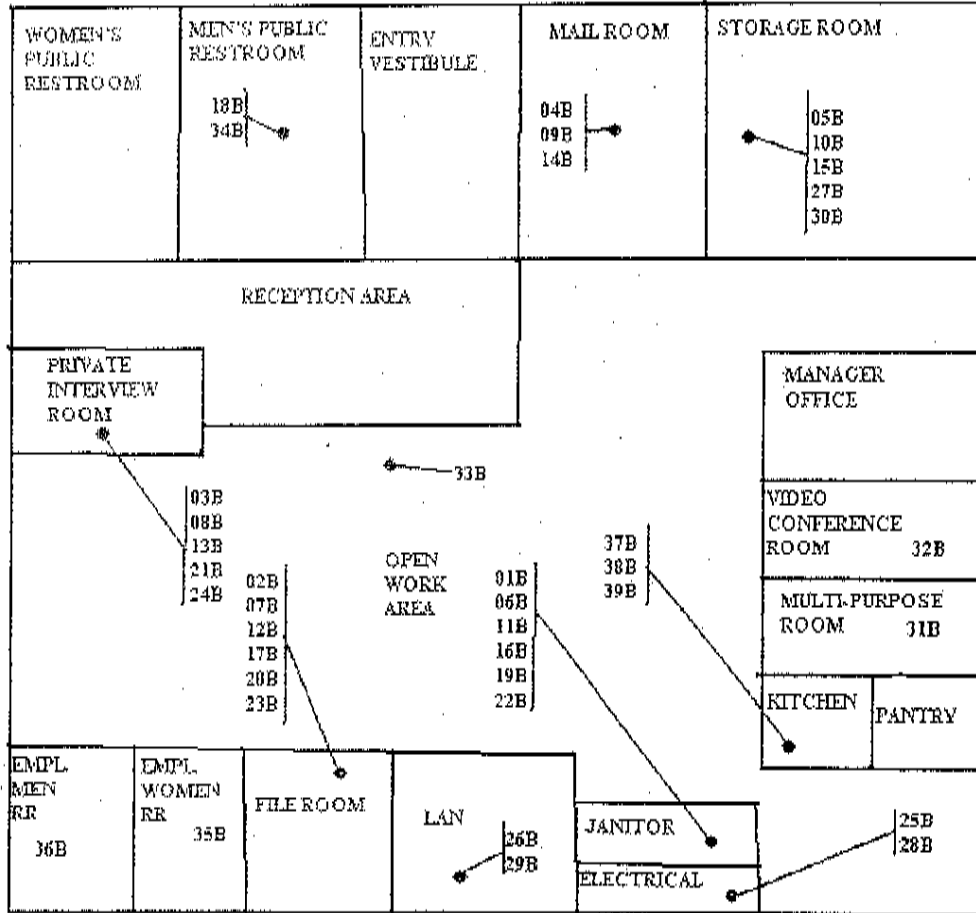 WOMEN'S
PUBLIC
RESTROOM
MEN'S PUBLIC
RESTROOM
18B
34B
ENTRY
VESTIBULE
MAIL ROOM
04B
09B
14B
STORAGE ROOM
05B
10B
15B
27B
30B
RECEPTION AREA
PRIVATE
INTERVIEW
ROOM
MANAGER
OFFICE
33B
03B
08B
13B
21B
24B
VIDEO
CONFERENCE
ROOM 32B
37B
38B
39B
OPEN
WORK
AREA
02B
07B
12B
17B
20B
23B
01B
06B
11B
16B
19B
22B
MULTI-PURPOSE
ROOM 31B
KITCHEN
PANTRY
EMPL
MEN
RR
36B
EMPL
WOMEN
RR
35B
FILE ROOM
LAN
26B
29B
JANITOR
ELECTRICAL
25B
28B